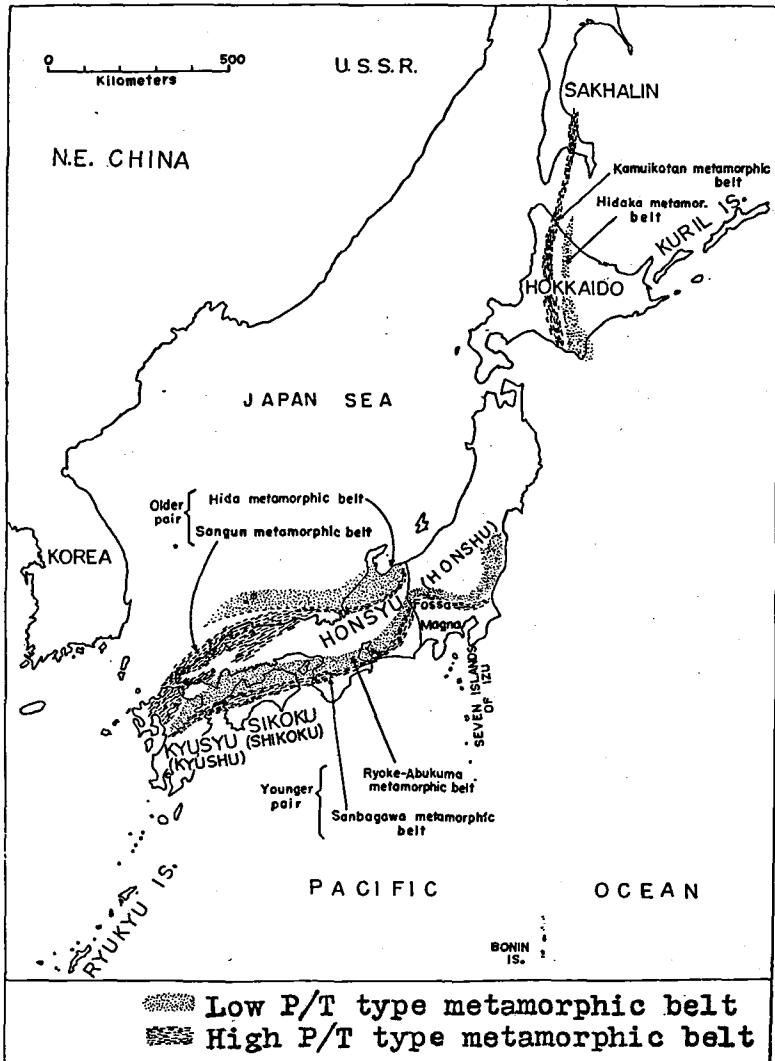 0 500
Kilometers
U.S.S.R.
SAKHALIN
N.E. CHINA
Kamuikotan metamorphic
belt
Hidaka metamor.
belt
KURIL IS.
HOKKAIDO
JAPAN SEA
Older
pair
Hida metamorphic belt
Sangun metamorphic belt
KOREA
HONSYU (HONSHU)
Fossa
Magna
SEVEN ISLANDS
OF IZU
SIKOKU
(SHIKOKU)
KYUSYU
(KYUSHU)
Ryoke-Abukuma
metamorphic belt
Younger
pair
Sanbagawa metamorphic
belt
RYUKYU IS.
PACIFIC OCEAN
BONIN
IS.
Low P/T type metamorphic belt
High P/T type metamorphic belt